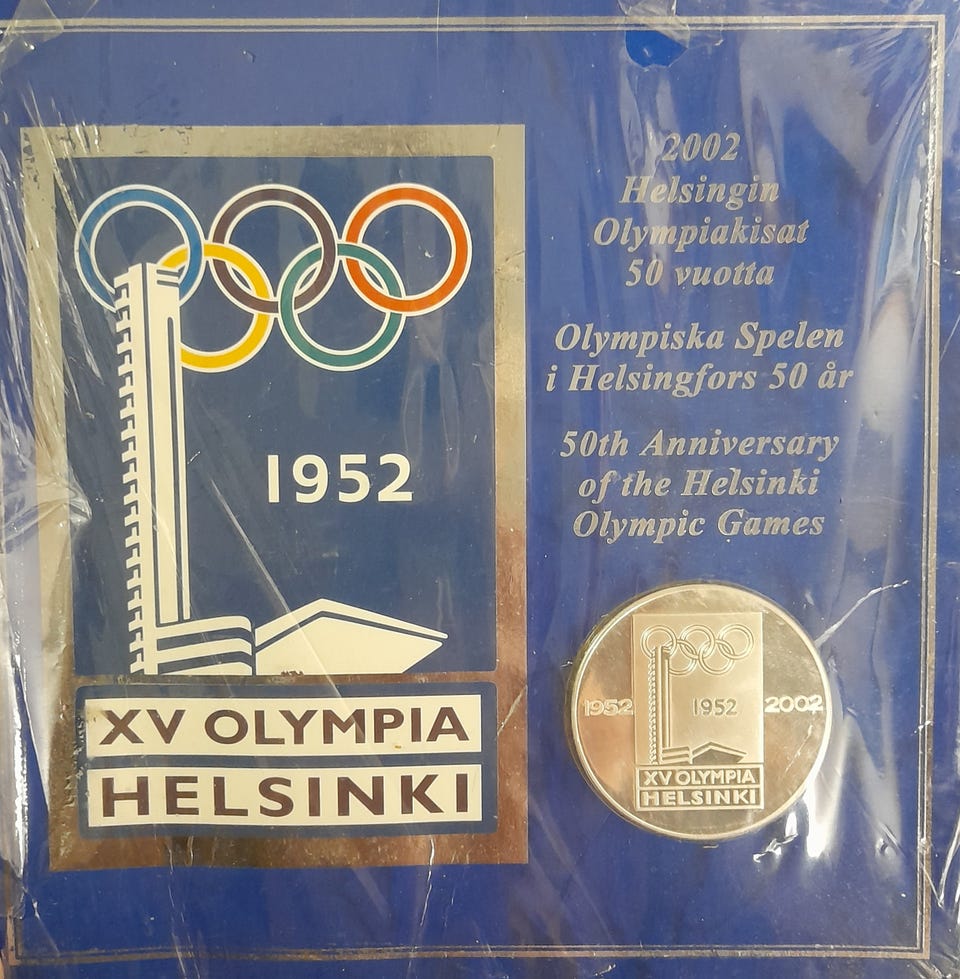 1952
XV OLYMPIA
HELSINKI
2002
Helsingin
Olympiakisat
50 vuotta
Olympiska Spelen
i Helsingfors 50 år
50th Anniversary
of the Helsinki
Olympic Games
1952 1952 2002
XV OLYMPIA
HELSINKI